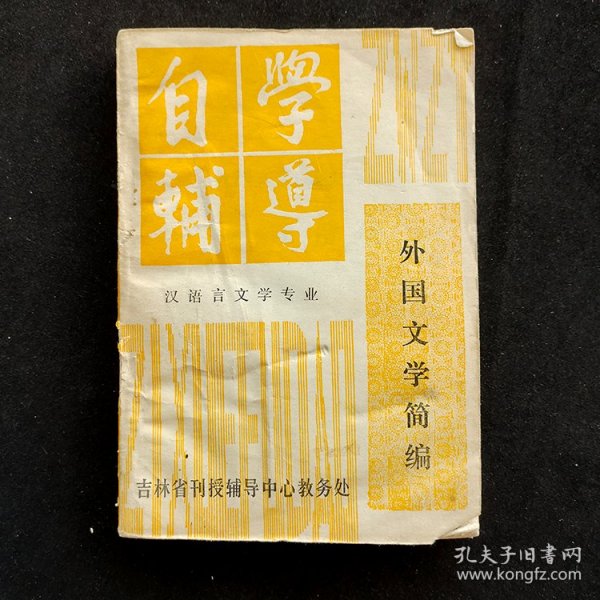 自學
輔導
汉语言文学专业
外国文学简编
吉林省刊授辅导中心教务处
孔夫子旧书网
www.kongfz.com